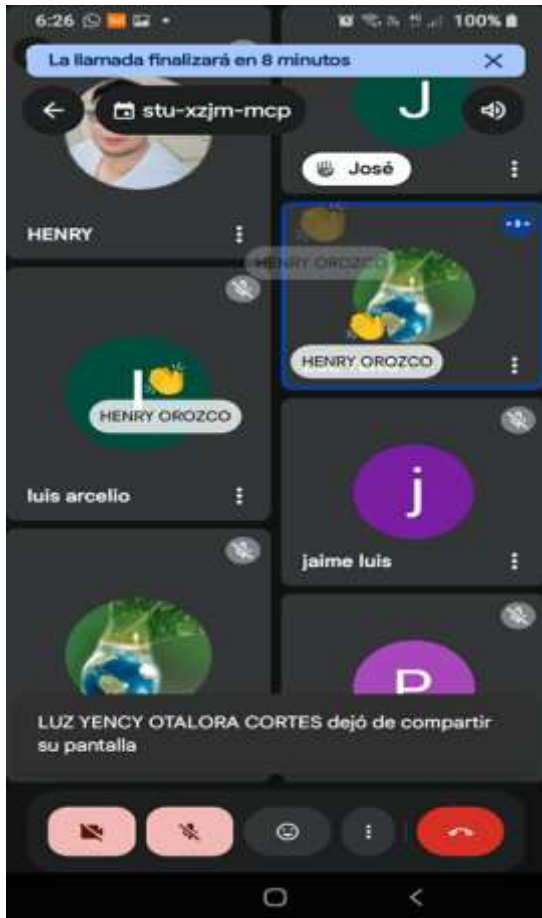 6:26
100%
La llamada finalizará en 8 minutos
stu-xzjm-mcp
J
José
HENRY
HENRY OROZCO
HENRY OROZCO
HENRY OROZCO
luis arcelio
j
jaime luis
LUZ YENCY OTALORA CORTES dejó de compartir
su pantalla